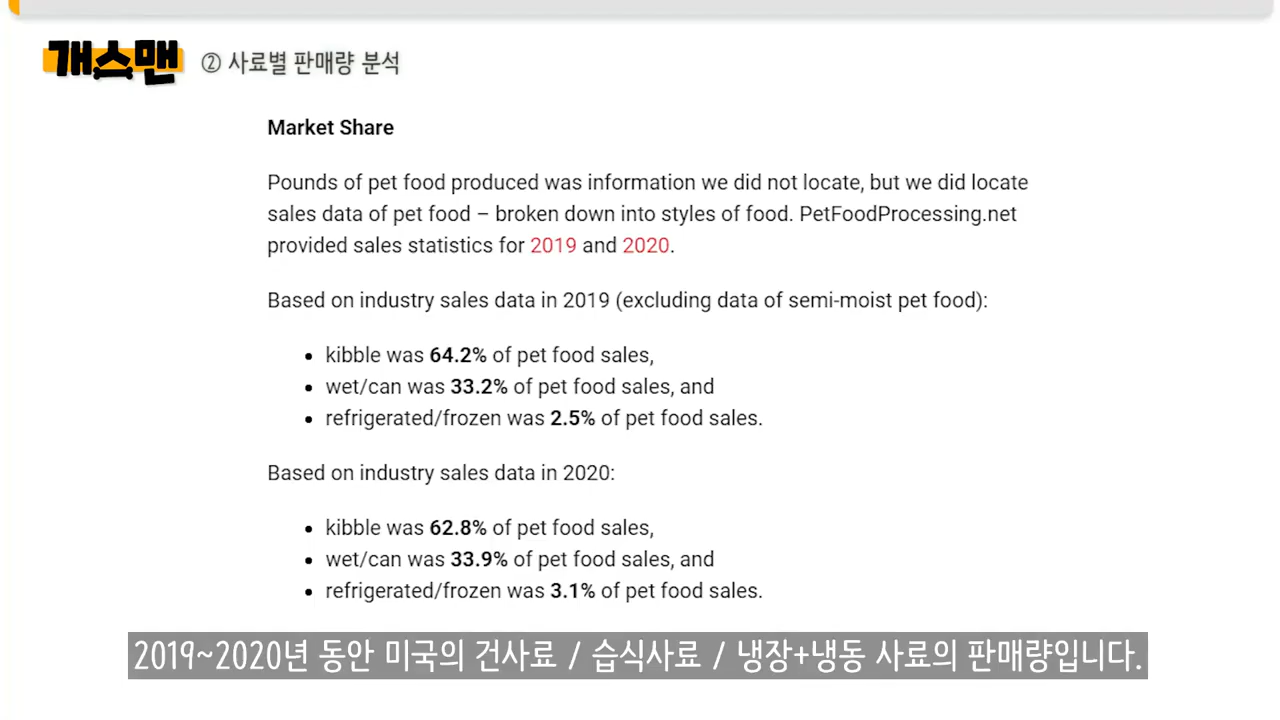 개스맨 ② 사료별 판매량 분석
Market Share
Pounds of pet food produced was information we did not locate, but we did locate
sales data of pet food – broken down into styles of food. PetFoodProcessing.net
provided sales statistics for 2019 and 2020.
Based on industry sales data in 2019 (excluding data of semi-moist pet food):
• kibble was 64.2% of pet food sales,
• wet/can was 33.2% of pet food sales, and
• refrigerated/frozen was 2.5% of pet food sales.
Based on industry sales data in 2020:
• kibble was 62.8% of pet food sales,
• wet/can was 33.9% of pet food sales, and
• refrigerated/frozen was 3.1% of pet food sales.
2019~2020년 동안 미국의 건사료 / 습식사료 / 냉장+냉동 사료의 판매량입니다.